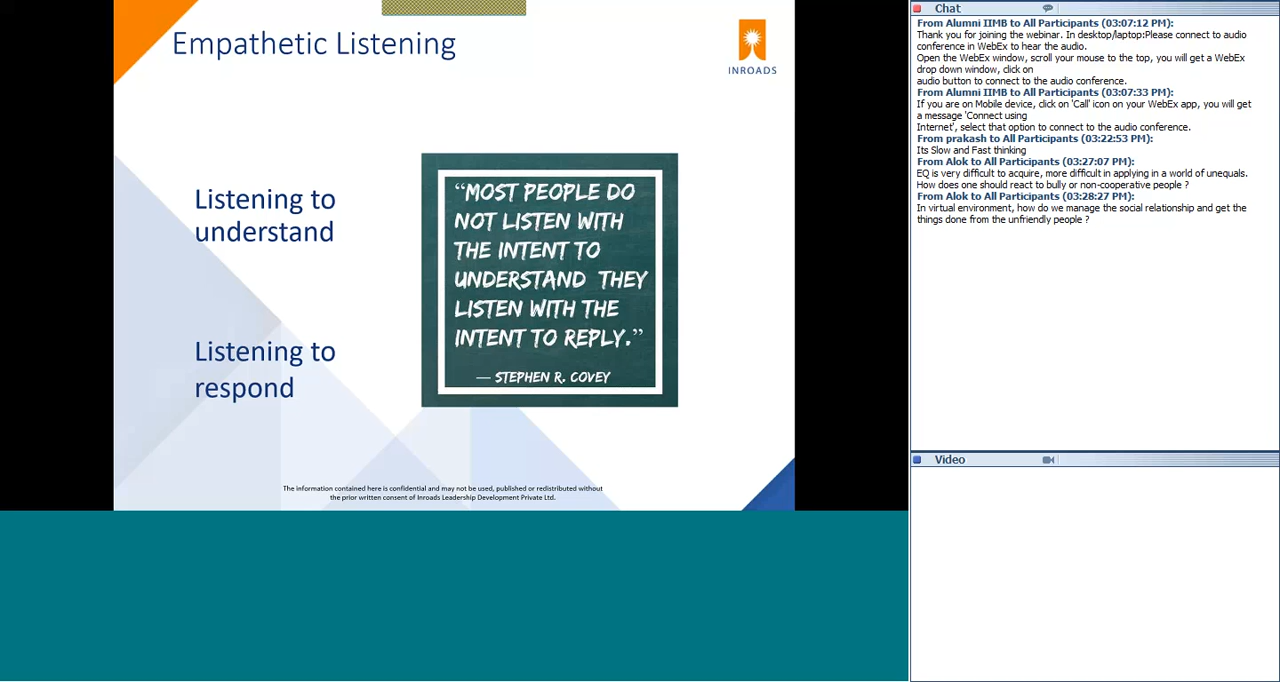 Empathetic Listening
INROADS
Listening to
understand
Listening to
respond
“MOST PEOPLE DO
NOT LISTEN WITH
THE INTENT TO
UNDERSTAND THEY
LISTEN WITH THE
INTENT TO REPLY.”
— STEPHEN R. COVEY
The information contained here is confidential and may not be used, published or redistributed without
the prior written consent of Inroads Leadership Development Private Ltd.
Chat
From Alumni IIMB to All Participants (03:07:12 PM):
Thank you for joining the webinar. In desktop/laptop:Please connect to audio
conference in WebEx to hear the audio.
Open the WebEx window, scroll your mouse to the top, you will get a WebEx
drop down window, click on
audio button to connect to the audio conference.
From Alumni IIMB to All Participants (03:07:33 PM):
If you are on Mobile device, click on 'Call' icon on your WebEx app, you will get
a message 'Connect using
Internet', select that option to connect to the audio conference.
From prakash to All Participants (03:22:53 PM):
Its Slow and Fast thinking
From Alok to All Participants (03:27:07 PM):
EQ is very difficult to acquire, more difficult in applying in a world of unequals.
How does one should react to bully or non-cooperative people ?
From Alok to All Participants (03:28:27 PM):
In virtual environment, how do we manage the social relationship and get the
things done from the unfriendly people ?
Video